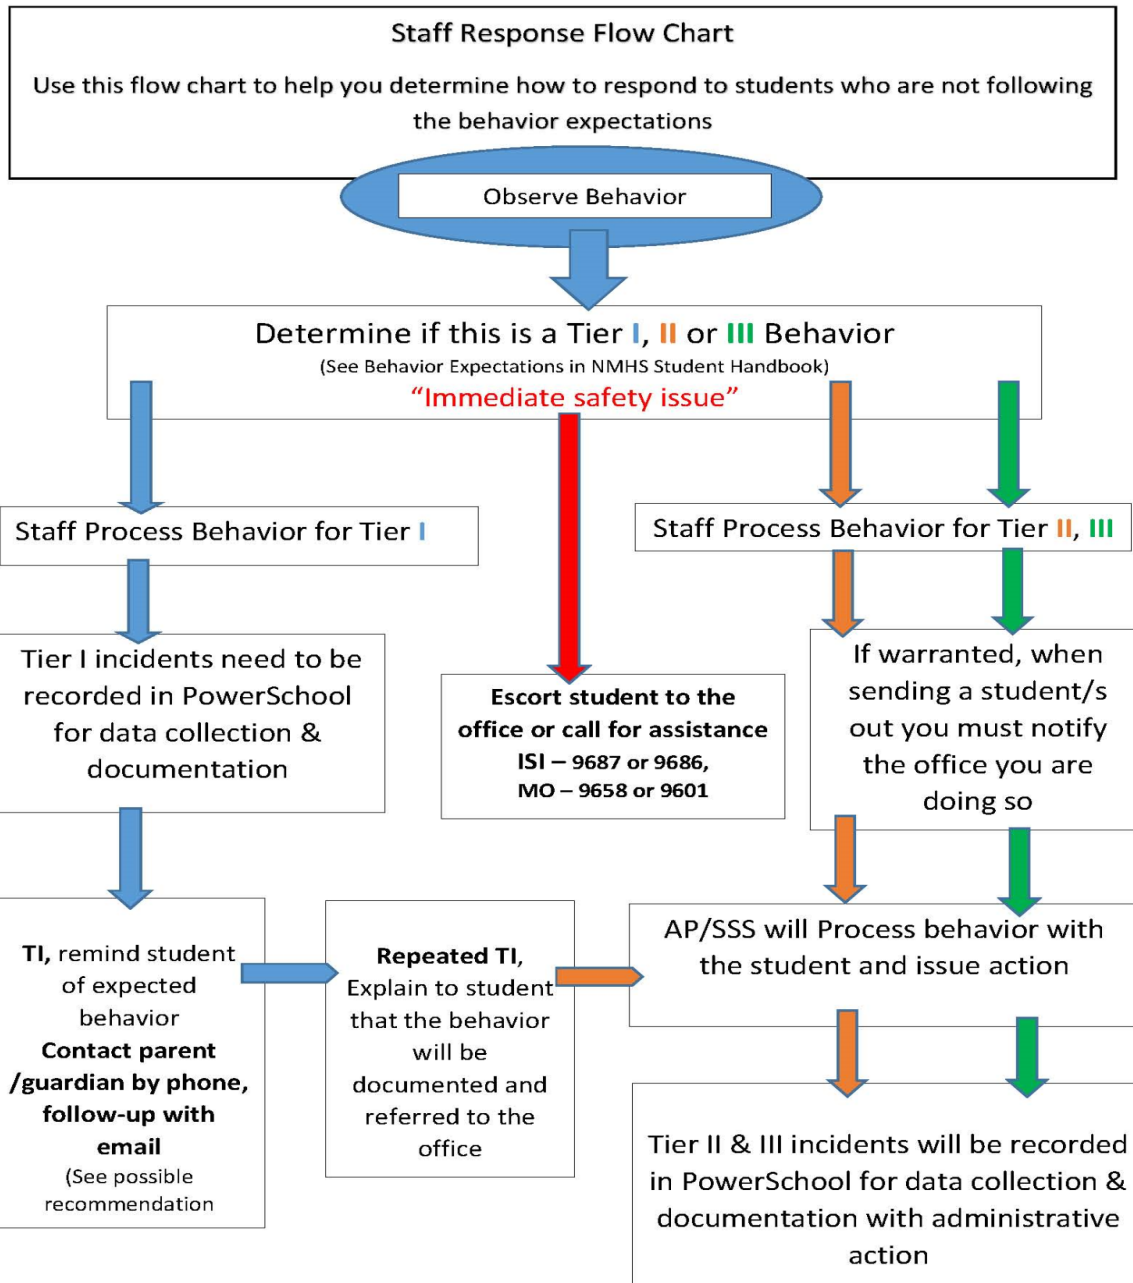 Staff Response Flow Chart
Use this flow chart to help you determine how to respond to students who are not following
the behavior expectations
Observe Behavior
Determine if this is a Tier I, II or III Behavior
(See Behavior Expectations in NMHS Student Handbook)
“Immediate safety issue”
Staff Process Behavior for Tier I
Staff Process Behavior for Tier II, III
Tier I incidents need to be
recorded in PowerSchool
for data collection &
documentation
Escort student to the
office or call for assistance
ISI – 9687 or 9686,
MO – 9658 or 9601
If warranted, when
sending a student/s
out you must notify
the office you are
doing so
TI, remind student
of expected
behavior
Contact parent
/guardian by phone,
follow-up with
email
(See possible
recommendation
Repeated TI,
Explain to student
that the behavior
will be
documented and
referred to the
office
AP/SSS will Process behavior with
the student and issue action
Tier II & III incidents will be recorded
in PowerSchool for data collection &
documentation with administrative
action